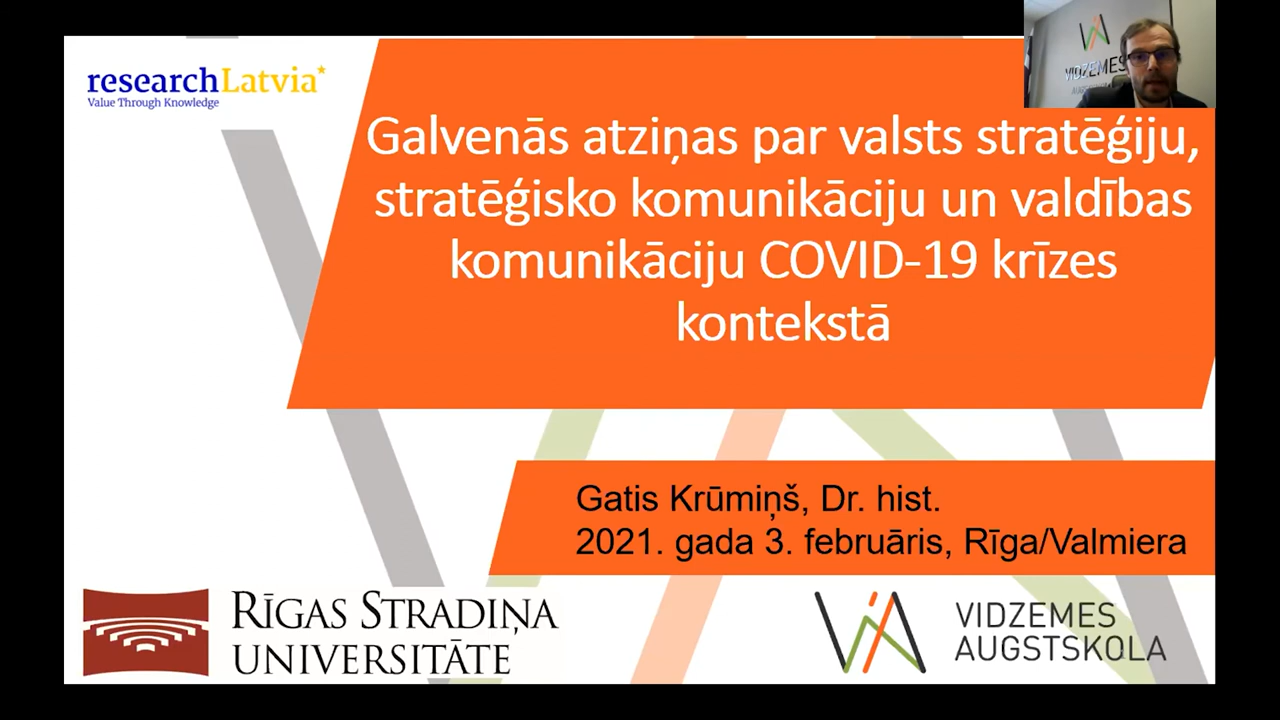 researchLatvia
Value Through Knowledge
VIDZEMES
Galvenās atziņas par valsts stratēģiju,
stratēģisko komunikāciju un valdības
komunikāciju COVID-19 krīzes
kontekstā
Gatis Krūmiņš, Dr. hist.
2021. gada 3. februāris, Rīga/Valmiera
RĪGAS STRADIŅA
UNIVERSITĀTE
VIDZEMES
AUGSTSKOLA